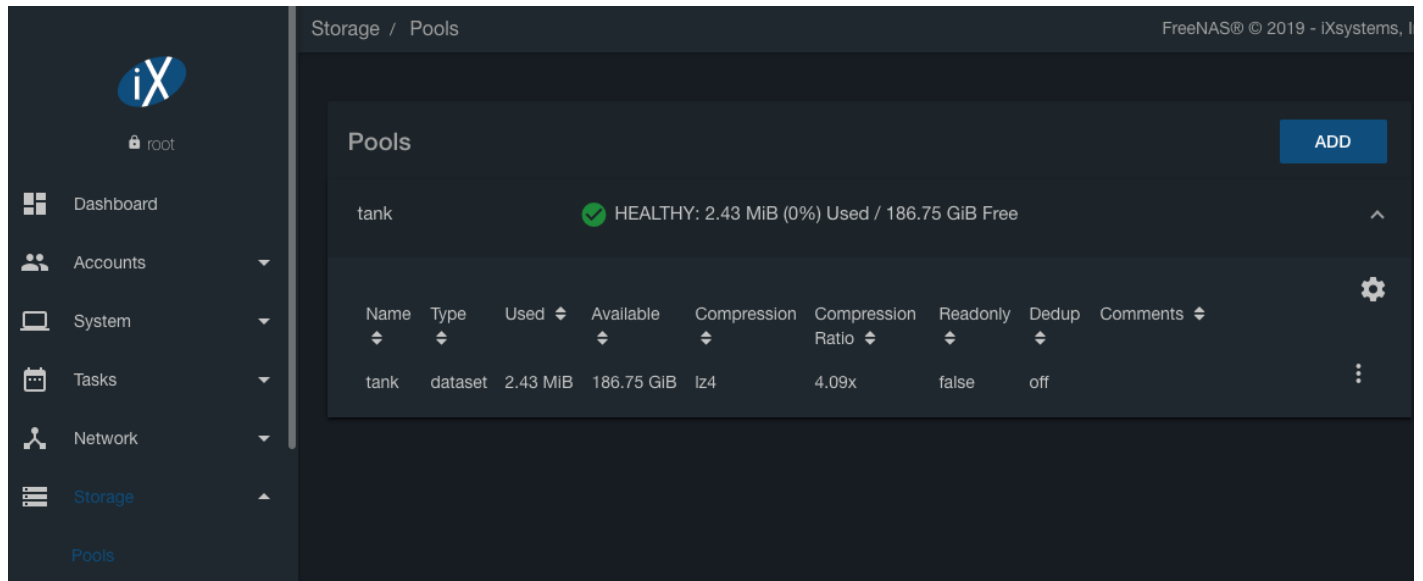 Storage / Pools
FreeNAS® © 2019 - iXsystems,
iX
root
Dashboard
Accounts
System
Tasks
Network
Storage
Pools
Pools
ADD
tank
HEALTHY: 2.43 MiB (0%) Used / 186.75 GiB Free
Name Type Used Available Compression Compression Readonly Dedup Comments
Ratio
tank dataset 2.43 MiB 186.75 GiB lz4 4.09x false off